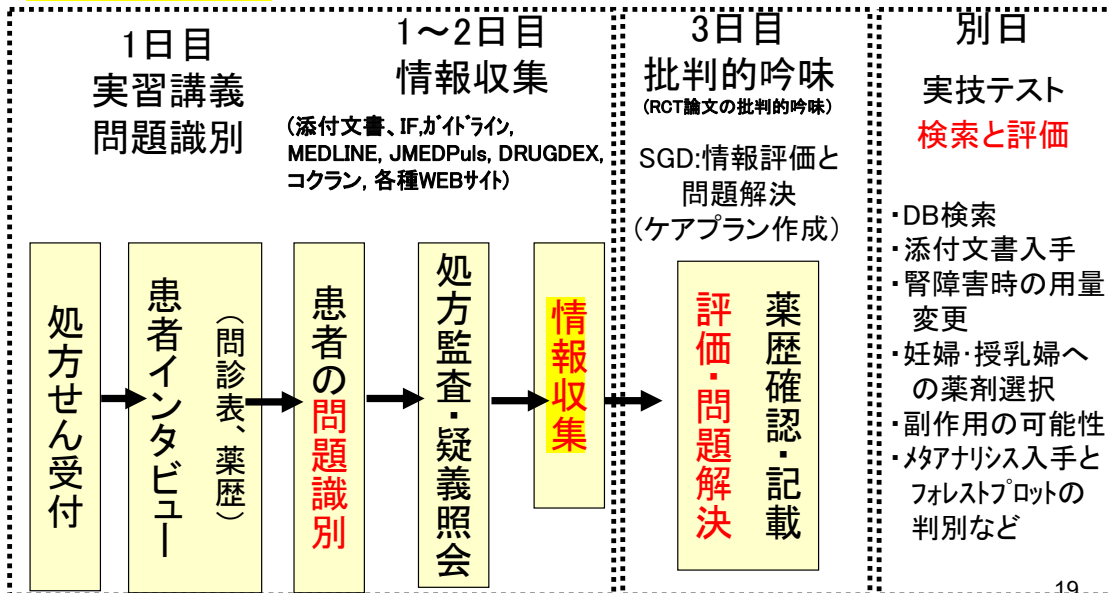 1日目
実習講義
問題識別
1～2日目
情報収集
(添付文書、IF,ガイドライン,
MEDLINE, JMEDPuls, DRUGDEX,
コクラン, 各種WEBサイト)
3日目
批判的吟味
(RCT論文の批判的吟味)
SGD:情報評価と
問題解決
(ケアプラン作成)
別日
実技テスト
検索と評価
・DB検索
・添付文書入手
・腎障害時の用量
変更
・妊婦・授乳婦へ
の薬剤選択
・副作用の可能性
・メタアナリシス入手と
フォレストプロットの
判別など
処方せん受付
患者インタビュー
(問診表、薬歴)
患者の問題識別
処方監査・疑義照会
情報収集
薬歴確認・記載
評価・問題解決
19